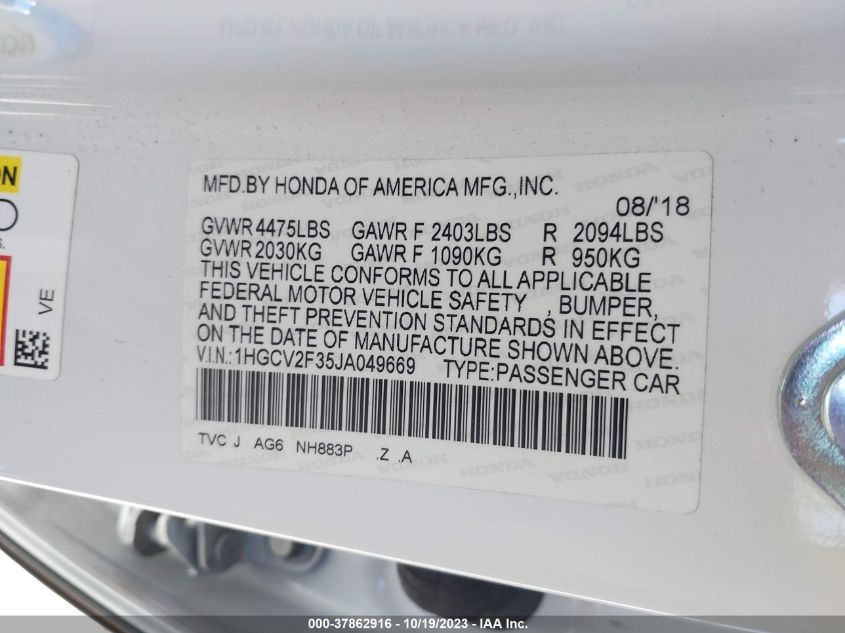 MFD.BY HONDA OF AMERICA MFG.,INC.
08/'18
GVWR 4475LBS GAWR F 2403LBS R 2094LBS
GVWR 2030KG GAWR F 1090KG R 950KG
THIS VEHICLE CONFORMS TO ALL APPLICABLE
FEDERAL MOTOR VEHICLE SAFETY , BUMPER,
AND THEFT PREVENTION STANDARDS IN EFFECT
ON THE DATE OF MANUFACTURE SHOWN ABOVE.
V.I.N.:1HGCV2F35JA049669 TYPE:PASSENGER CAR
TVC J AG6 NH883P .Z .A
VE
000-37862916 - 10/19/2023 - IAAI Inc.